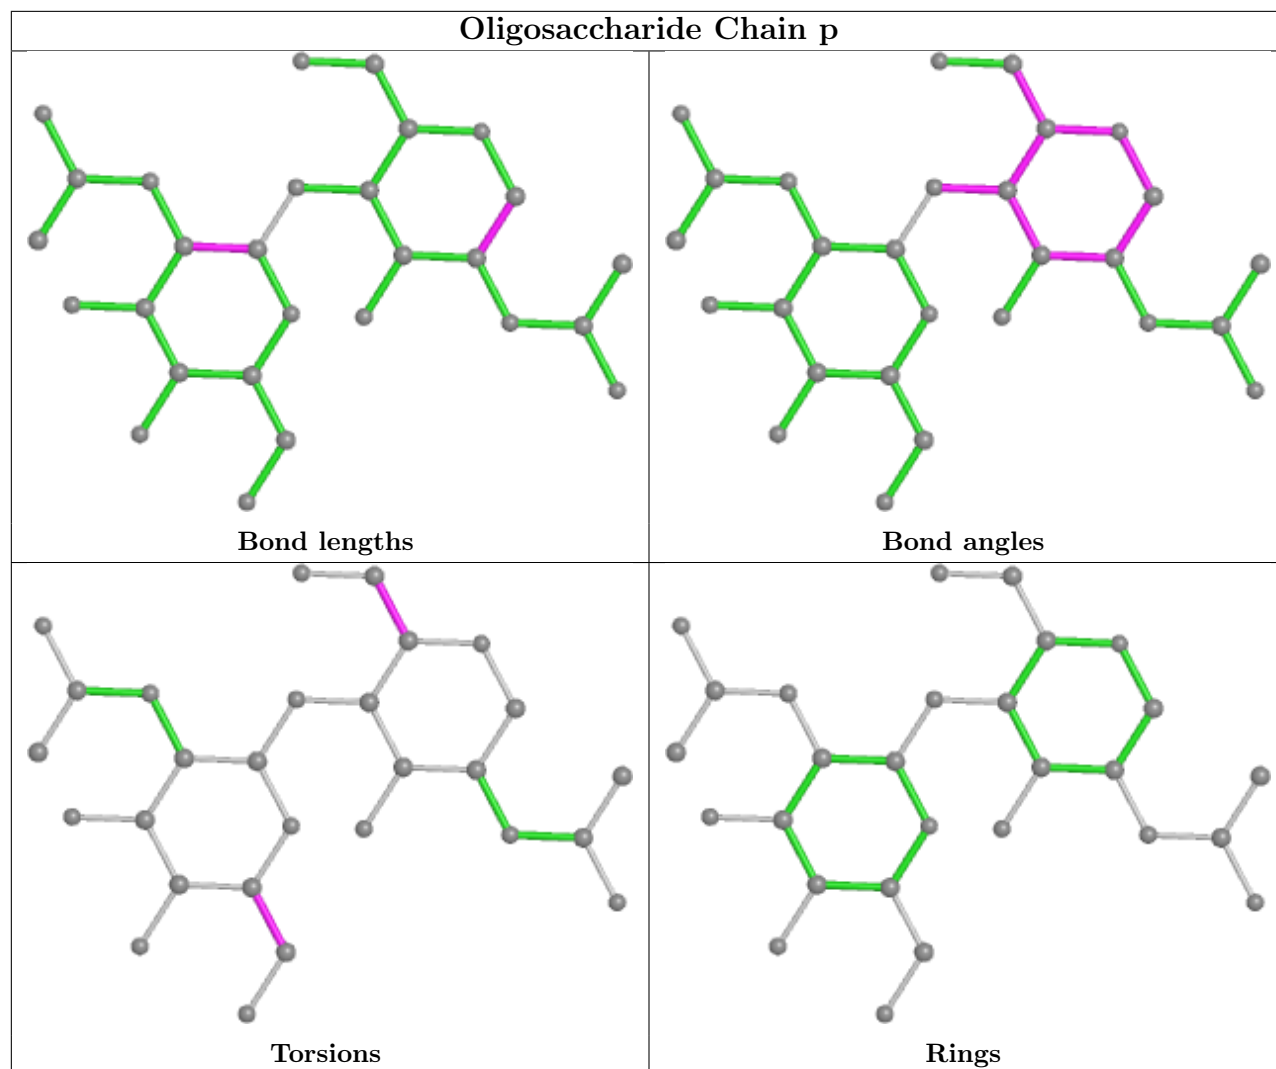 Oligosaccharide Chain p
Bond lengths
Bond angles
Torsions
Rings